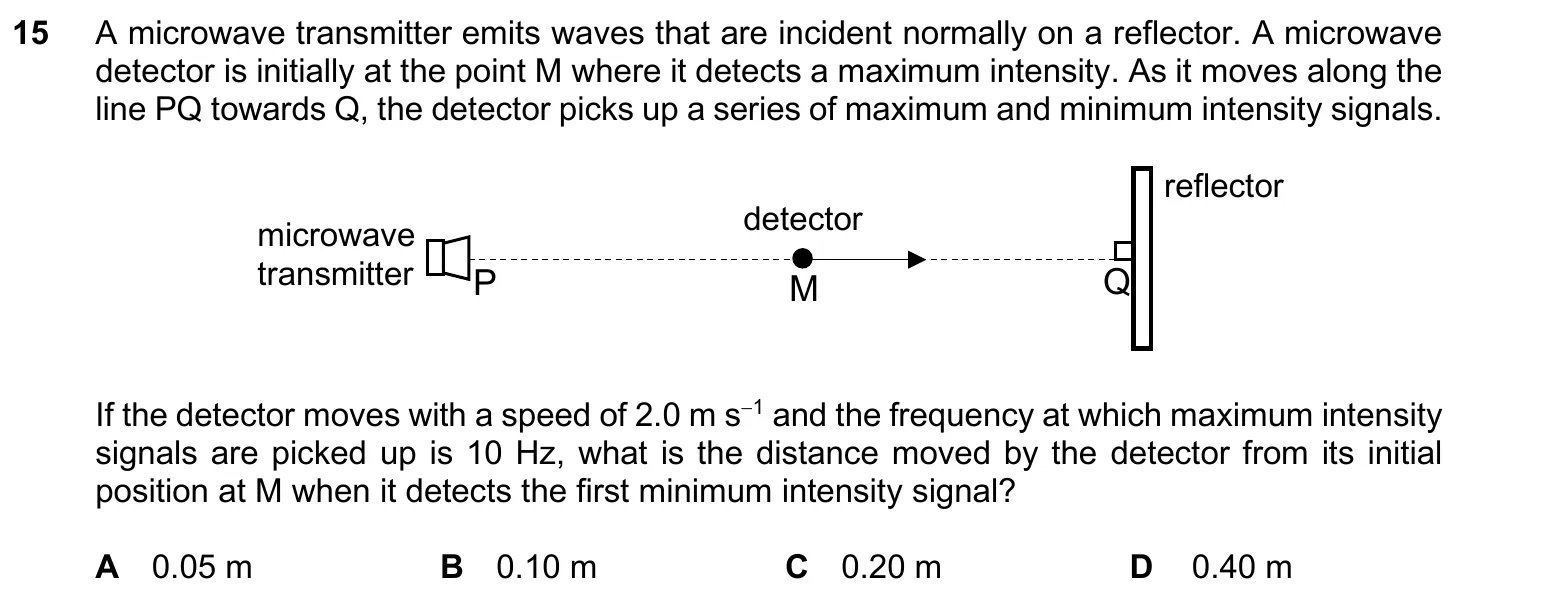 15 A microwave transmitter emits waves that are incident normally on a reflector. A microwave
detector is initially at the point M where it detects a maximum intensity. As it moves along the
line PQ towards Q, the detector picks up a series of maximum and minimum intensity signals.
reflector
detector
microwave
transmitter
P
M
Q
If the detector moves with a speed of 2.0 m s⁻¹ and the frequency at which maximum intensity
signals are picked up is 10 Hz, what is the distance moved by the detector from its initial
position at M when it detects the first minimum intensity signal?
A 0.05 m B 0.10 m C 0.20 m D 0.40 m